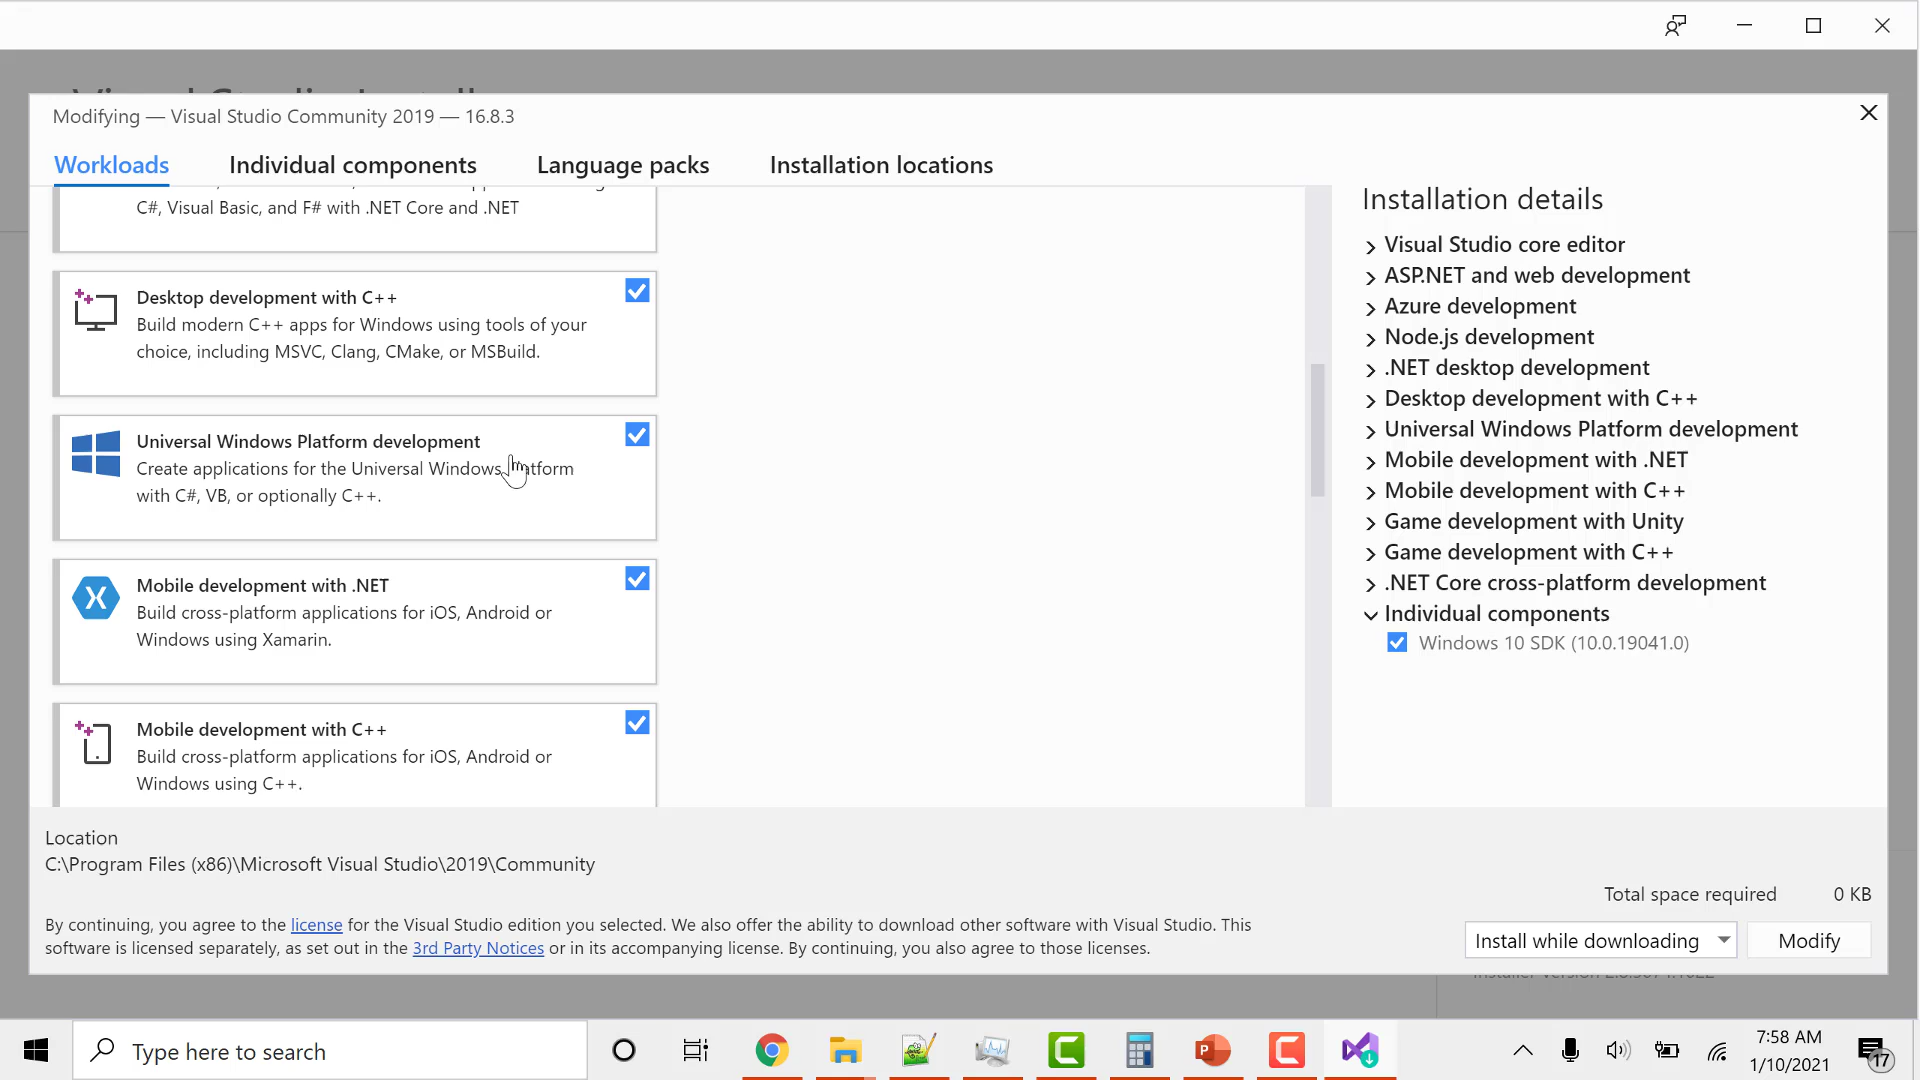 Visual Studio Installer
Modifying — Visual Studio Community 2019 — 16.8.3
Workloads
Individual components
Language packs
Installation locations
C#, Visual Basic, and F# with .NET Core and .NET
Desktop development with C++
Build modern C++ apps for Windows using tools of your
choice, including MSVC, Clang, CMake, or MSBuild.
Universal Windows Platform development
Create applications for the Universal Windows Platform
with C#, VB, or optionally C++.
Mobile development with .NET
Build cross-platform applications for iOS, Android or
Windows using Xamarin.
Mobile development with C++
Build cross-platform applications for iOS, Android or
Windows using C++.
Installation details
Visual Studio core editor
ASP.NET and web development
Azure development
Node.js development
.NET desktop development
Desktop development with C++
Universal Windows Platform development
Mobile development with .NET
Mobile development with C++
Game development with Unity
Game development with C++
.NET Core cross-platform development
Individual components
Windows 10 SDK (10.0.19041.0)
Location
C:\Program Files (x86)\Microsoft Visual Studio\2019\Community
Total space required 0 KB
By continuing, you agree to the license for the Visual Studio edition you selected. We also offer the ability to download other software with Visual Studio. This
software is licensed separately, as set out in the 3rd Party Notices or in its accompanying license. By continuing, you also agree to those licenses.
Install while downloading
Modify
Type here to search
7:58 AM
1/10/2021
17